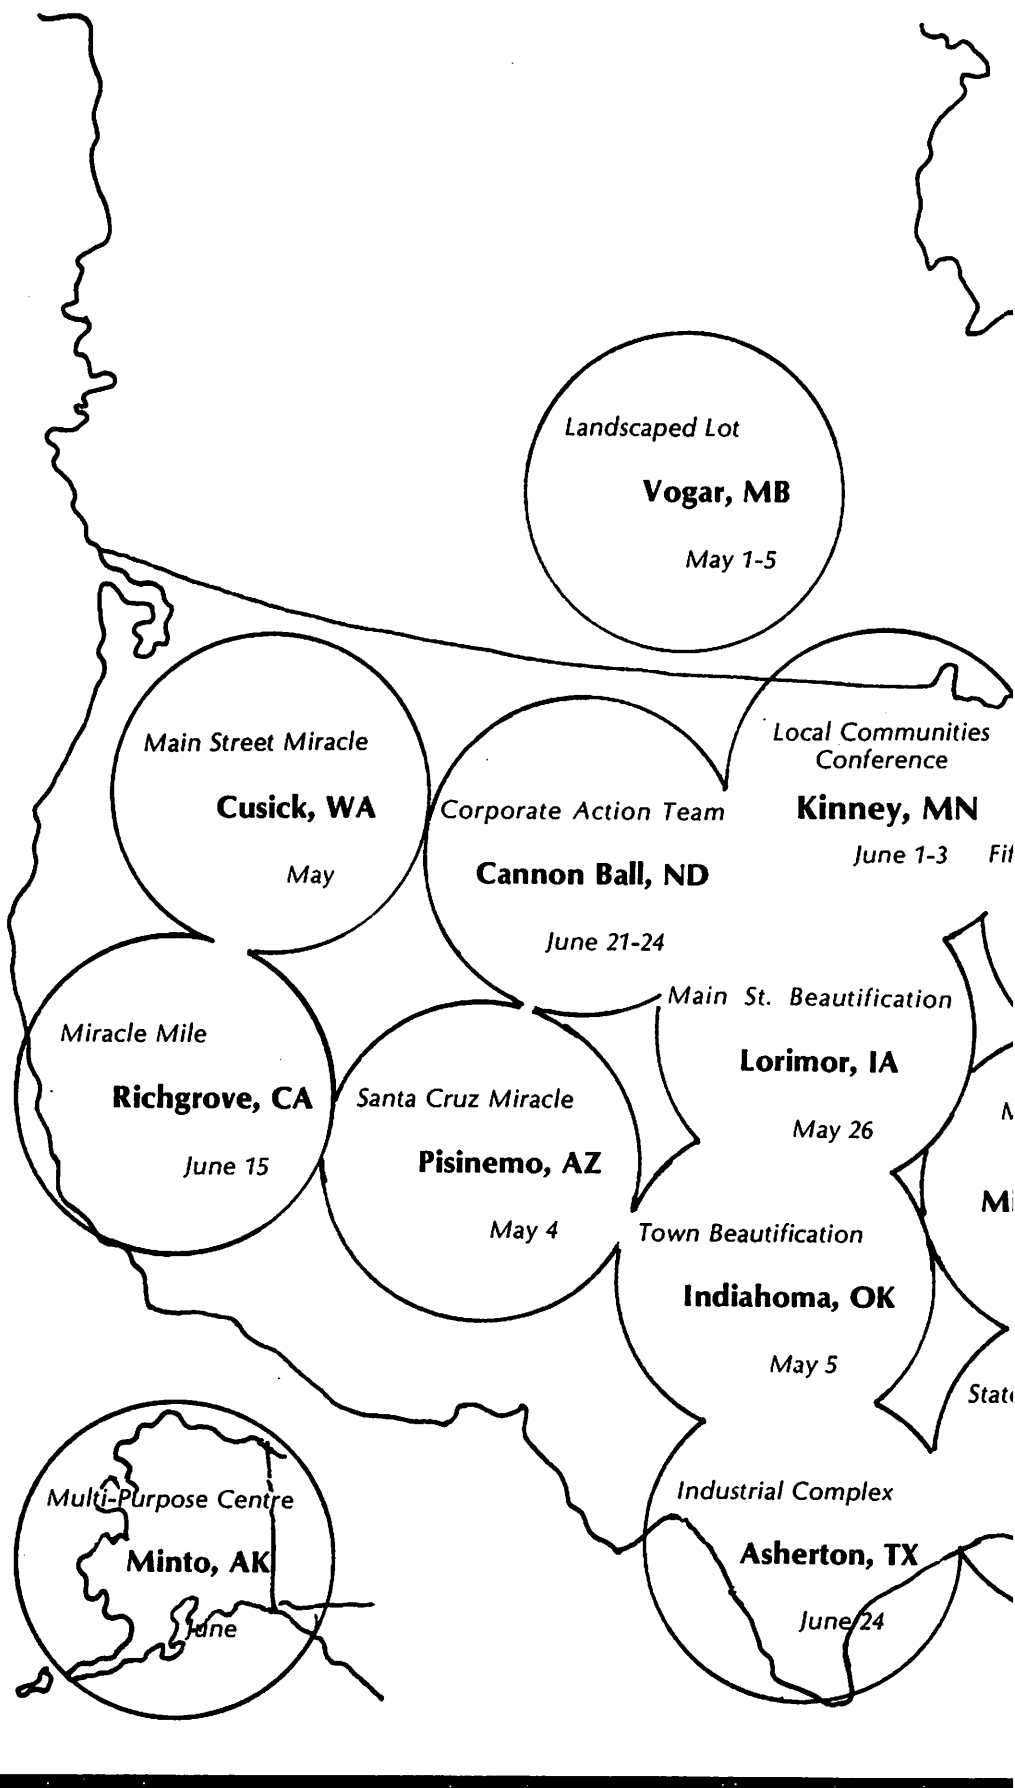 Landscaped Lot
Vogar, MB
May 1-5
Main Street Miracle
Cusick, WA
May
Corporate Action Team
Cannon Ball, ND
June 21-24
Local Communities
Conference
Kinney, MN
June 1-3
Fif
Miracle Mile
Richgrove, CA
June 15
Santa Cruz Miracle
Pisinemo, AZ
May 4
Main St. Beautification
Lorimor, IA
May 26
M
Mi
Town Beautification
Indiahoma, OK
May 5
State
Multi-Purpose Centre
Minto, AK
June
Industrial Complex
Asherton, TX
June 24